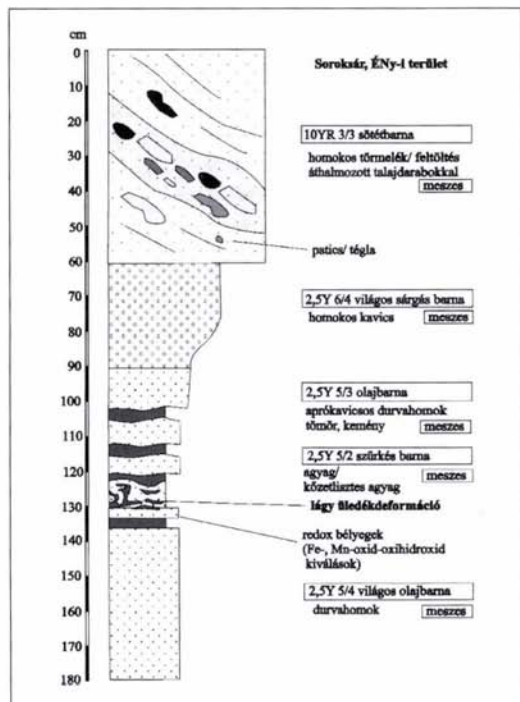 cm
0
Soroksár, ÉNy-i terület
10
20
10YR 3/3 sötétbarna
30
homokos törmelék/ feltöltés
áthalmozott talajdarabokkal
40
meszes
50
patics/ tégla
60
70
2,5Y 6/4 világos sárgás barna
homokos kavics
meszes
80
90
2,5Y 5/3 olajbarna
100
aprókavicsos durvahomok
tömör, kemény
meszes
110
2,5Y 5/2 szürkés barna
agyag/
meszes
120
kőzetlisztes agyag
lágy üledékdeformáció
130
redox bélyegek
(Fe-, Mn-oxid-oxihidroxid
140
kiválások)
150
2,5Y 5/4 világos olajbarna
160
durvahomok
meszes
170
180